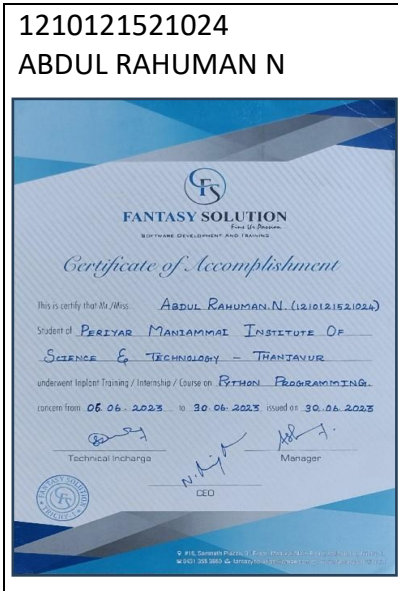 1210121521024
ABDUL RAHUMAN N
GFS
FANTASY SOLUTION
SOFTWARE DEVELOPMENT AND TRAINING
Certificate of Accomplishment
This is certify that Mr./Miss. ABDUL RAHUMAN.N. (1210121521024)
Student of PERIYAR MANIAMMAI INSTITUTE OF
SCIENCE & TECHNOLOGY - THANJAVUR
underwent Inplant Training / Internship / Course on PYTHON PROGRAMMING.
concern from 05.06.2023 to 30.06.2023 issued on 30.06.2023
Technical Incharge
Manager
CEO
FANTASY SOLUTION
TRICHY